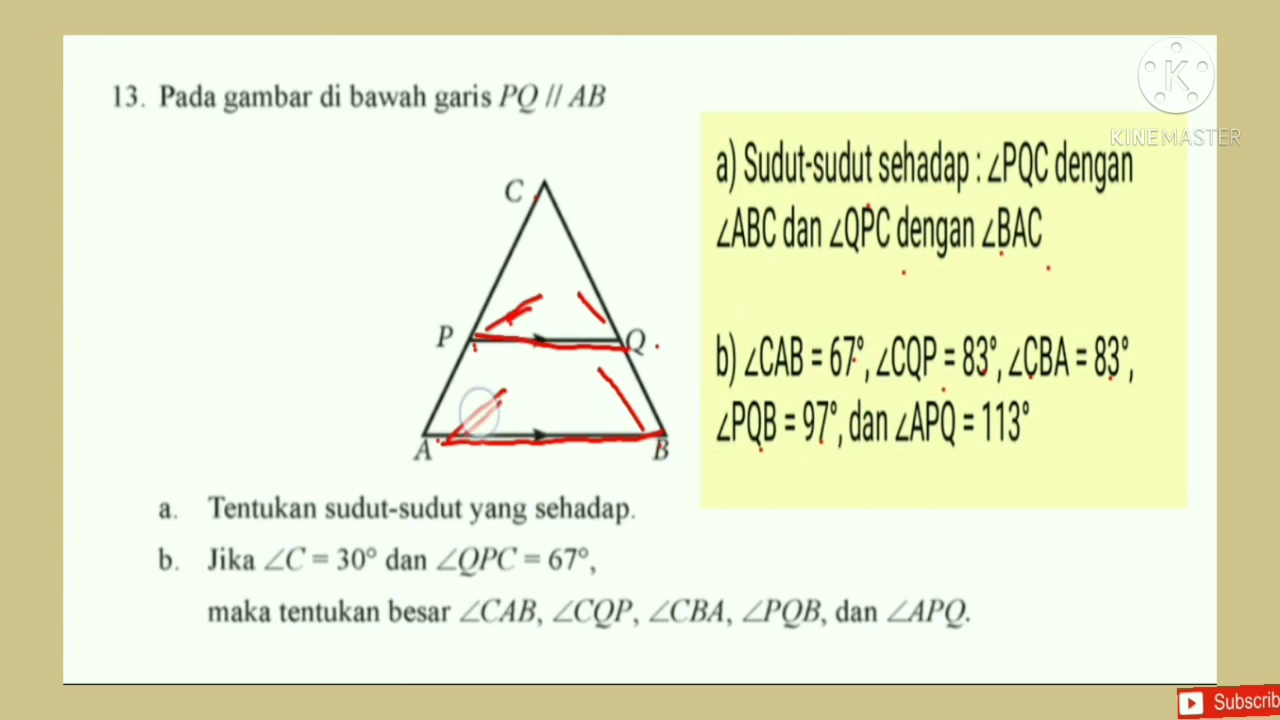 13. Pada gambar di bawah garis PQ // AB
KINEMASTER
a) Sudut-sudut sehadap : ∠PQC dengan
∠ABC dan ∠QPC dengan ∠BAC
C
P
Q
b) ∠CAB = 67°, ∠CQP = 83°, ∠CBA = 83°,
∠PQB = 97°, dan ∠APQ = 113°
A
B
a. Tentukan sudut-sudut yang sehadap.
b. Jika ∠C = 30° dan ∠QPC = 67°,
maka tentukan besar ∠CAB, ∠CQP, ∠CBA, ∠PQB, dan ∠APQ.
Subscrib